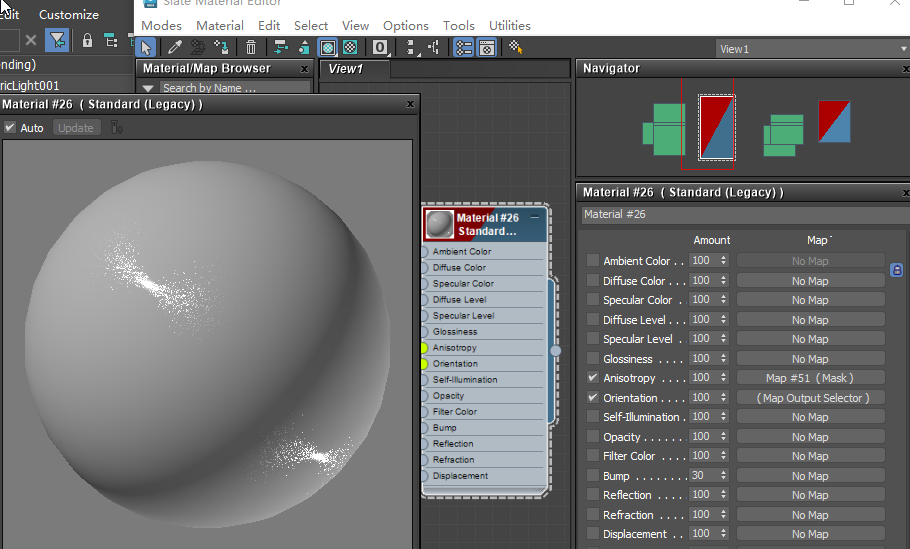 Slate Material Editor
Edit Customize
Modes Material Edit Select View Options Tools Utilities
View1
Material/Map Browser x
View1
Navigator x
Search by Name ...
Material #26 ( Standard (Legacy) ) x
Auto Update
Material #26
Standard...
Ambient Color
Diffuse Color
Specular Color
Diffuse Level
Specular Level
Glossiness
Anisotropy
Orientation
Self-Illumination
Opacity
Filter Color
Bump
Reflection
Refraction
Displacement
Material #26 ( Standard (Legacy) ) x
Material #26
Amount Map
Ambient Color . . 100 No Map
Diffuse Color . . . 100 No Map
Specular Color . 100 No Map
Diffuse Level . . . 100 No Map
Specular Level . 100 No Map
Glossiness . . . . 100 No Map
Anisotropy . . . . 100 Map #51 ( Mask )
Orientation . . . . 100 ( Map Output Selector )
Self-Illumination . 100 No Map
Opacity . . . . . . 100 No Map
Filter Color . . . 100 No Map
Bump . . . . . . . . 30 No Map
Reflection . . . . 100 No Map
Refraction . . . . 100 No Map
Displacement . . 100 No Map